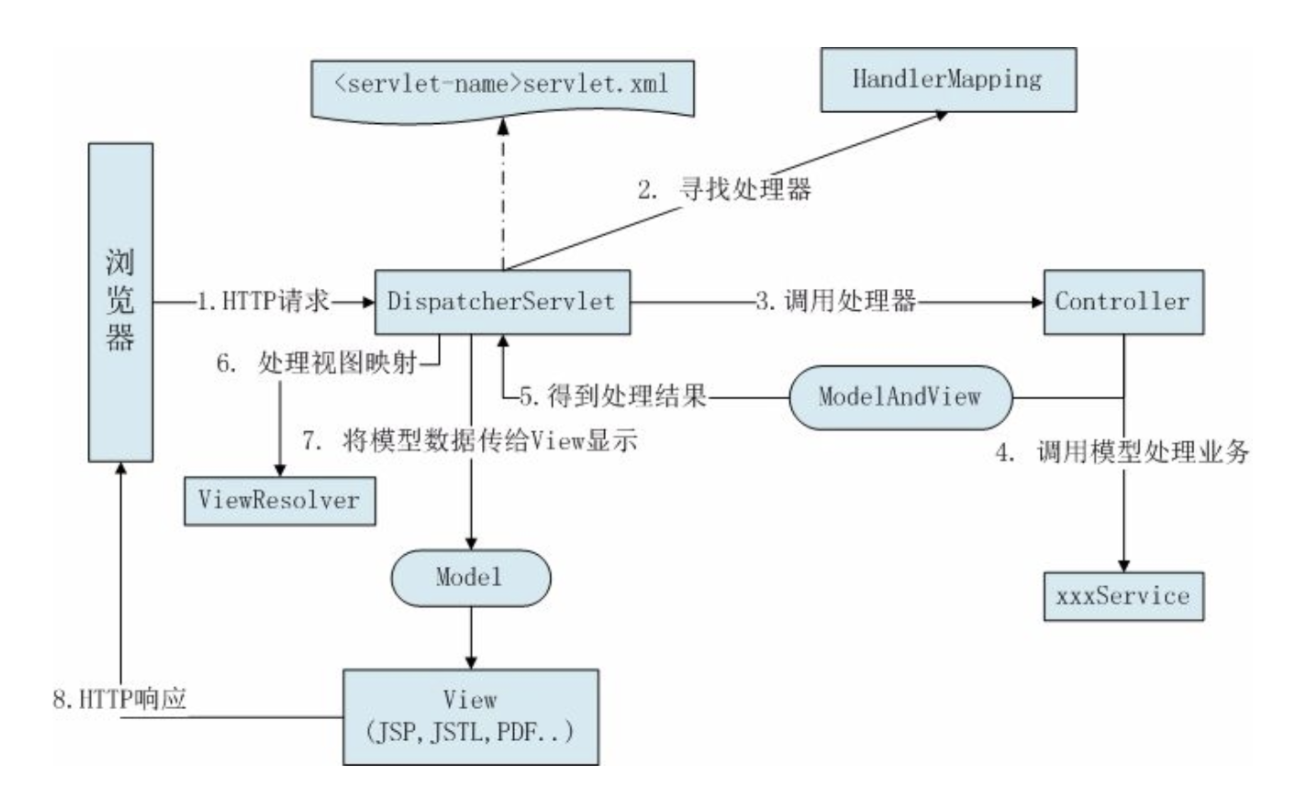 <servlet-name>servlet.xml
HandlerMapping
2. 寻找处理器
浏
览
器
1.HTTP请求
DispatcherServlet
3.调用处理器
Controller
6. 处理视图映射
5.得到处理结果
ModelAndView
7. 将模型数据传给View显示
4. 调用模型处理业务
ViewResolver
Model
xxxService
8.HTTP响应
View
(JSP,JSTL,PDF..)